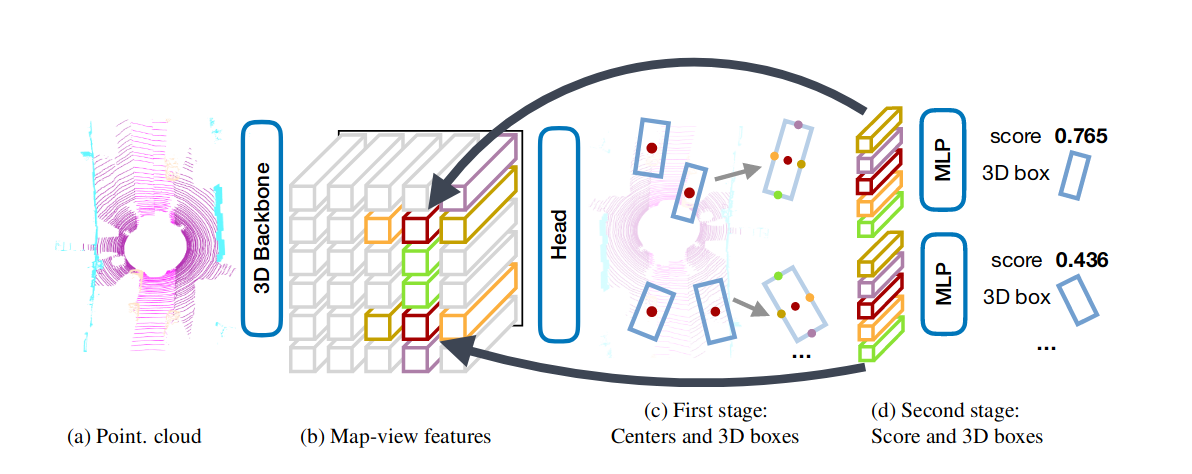 3D Backbone
Head
MLP
score 0.765
3D box
MLP
score 0.436
3D box
...
...
(a) Point. cloud
(b) Map-view features
(c) First stage:
Centers and 3D boxes
(d) Second stage:
Score and 3D boxes